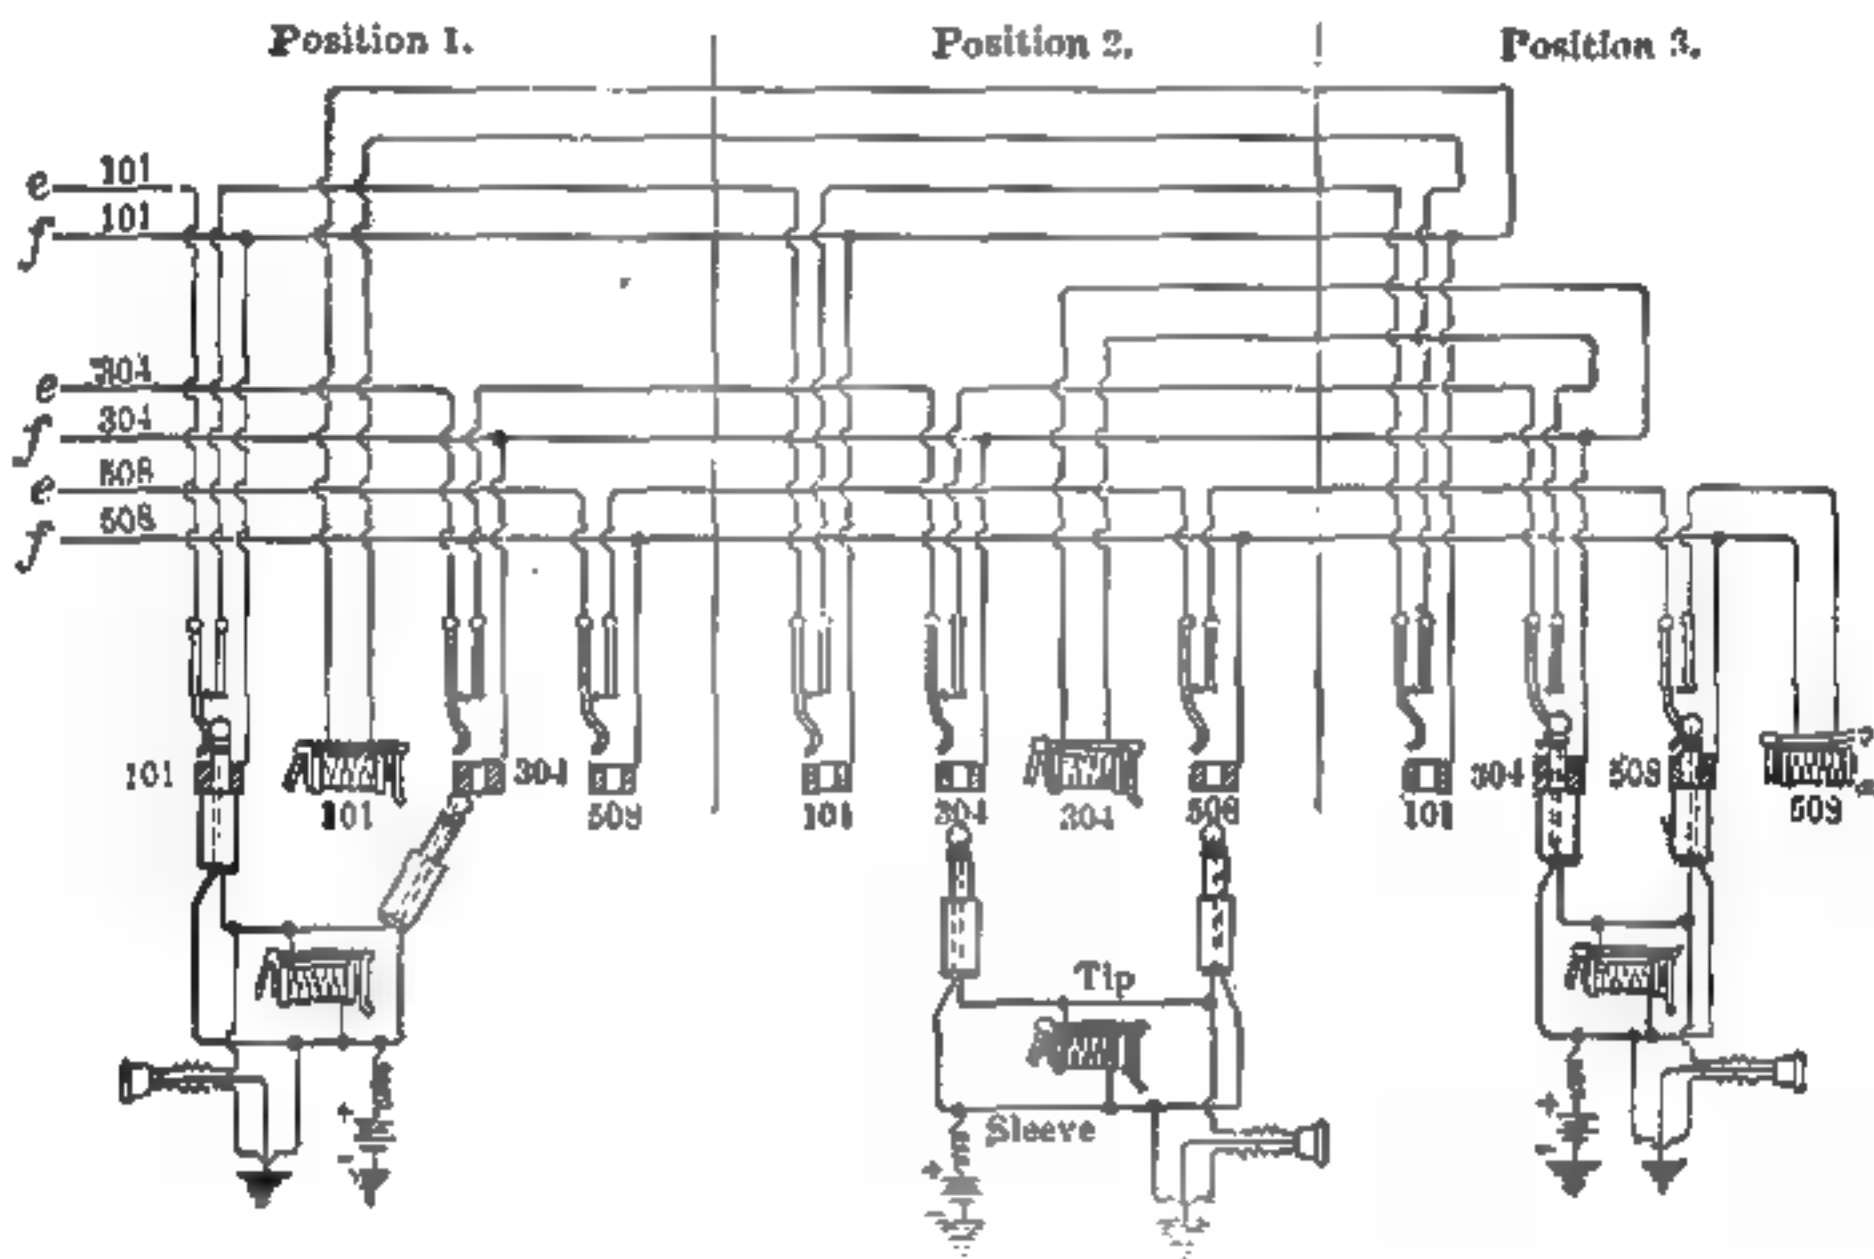 Position 1. Position 2. Position 3.
e 101
f 101
e 304
f 304
e 508
f 508
101 101 304 508 101 304 304 508 101 304 508 509
Tip
Sleeve
+ + +
- - -